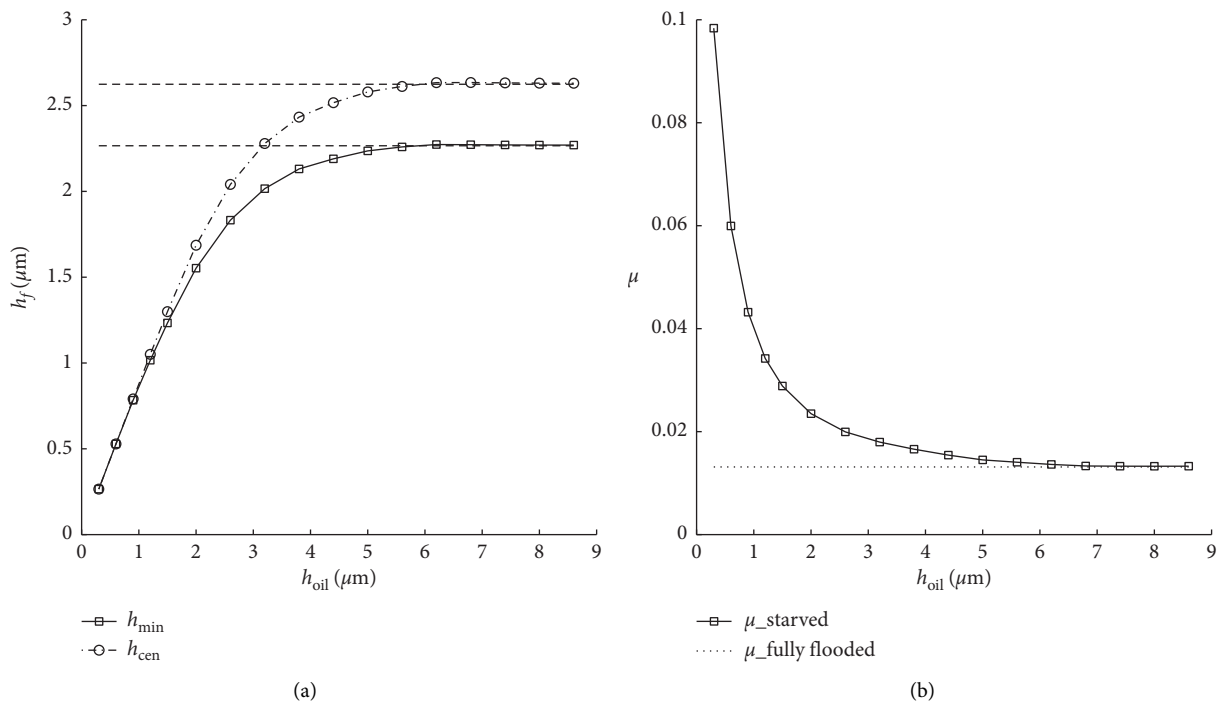 3
2.5
2
1.5
1
0.5
0
h_f (μm)
0 1 2 3 4 5 6 7 8 9
h_oil (μm)
h_min
h_cen
(a)
0.1
0.08
0.06
0.04
0.02
0
μ
0 1 2 3 4 5 6 7 8 9
h_oil (μm)
μ_starved
μ_fully flooded
(b)